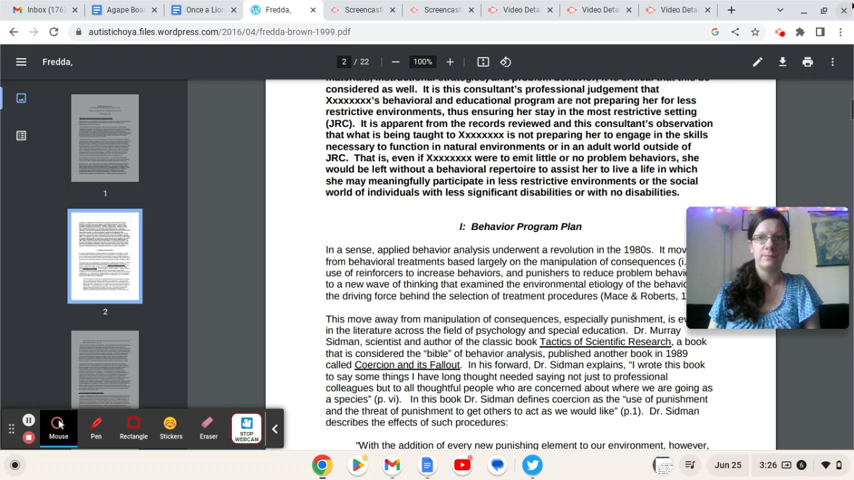 Inbox (176
Agape Boa
Once a Lion
Fredda,
Screencast
Screencast
Video Deta
Video Deta
Video Deta
autistichoya.files.wordpress.com/2016/04/fredda-brown-1999.pdf
Fredda,
2 / 22
100%
considered as well. It is this consultant's professional judgement that
Xxxxxxxx's behavioral and educational program are not preparing her for less
restrictive environments, thus ensuring her stay in the most restrictive setting
(JRC). It is apparent from the records reviewed and this consultant's observation
that what is being taught to Xxxxxxxx is not preparing her to engage in the skills
necessary to function in natural environments or in an adult world outside of
JRC. That is, even if Xxxxxxxx were to emit little or no problem behaviors, she
would be left without a behavioral repertoire to assist her to live a life in which
she may meaningfully participate in less restrictive environments or the social
world of individuals with less significant disabilities or with no disabilities.
I: Behavior Program Plan
In a sense, applied behavior analysis underwent a revolution in the 1980s. It mov
from behavioral treatments based largely on the manipulation of consequences (i.
use of reinforcers to increase behaviors, and punishers to reduce problem behavi
to a new wave of thinking that examined the environmental etiology of the behavi
the driving force behind the selection of treatment procedures (Mace & Roberts, 1
This move away from manipulation of consequences, especially punishment, is ev
in the literature across the field of psychology and special education. Dr. Murray
Sidman, scientist and author of the classic book Tactics of Scientific Research, a book
that is considered the "bible" of behavior analysis, published another book in 1989
called Coercion and its Fallout. In his forward, Dr. Sidman explains, "I wrote this book
to say some things I have long thought needed saying not just to professional
colleagues but to all thoughtful people who are concerned about where we are going as
a species" (p. vi). In this book Dr. Sidman defines coercion as the "use of punishment
and the threat of punishment to get others to act as we would like" (p.1). Dr. Sidman
describes the effects of such procedures:
"With the addition of every new punishing element to our environment, however,
1
2
Mouse
Pen
Rectangle
Stickers
Eraser
STOP
WEBCAM
Jun 25
3:26
6